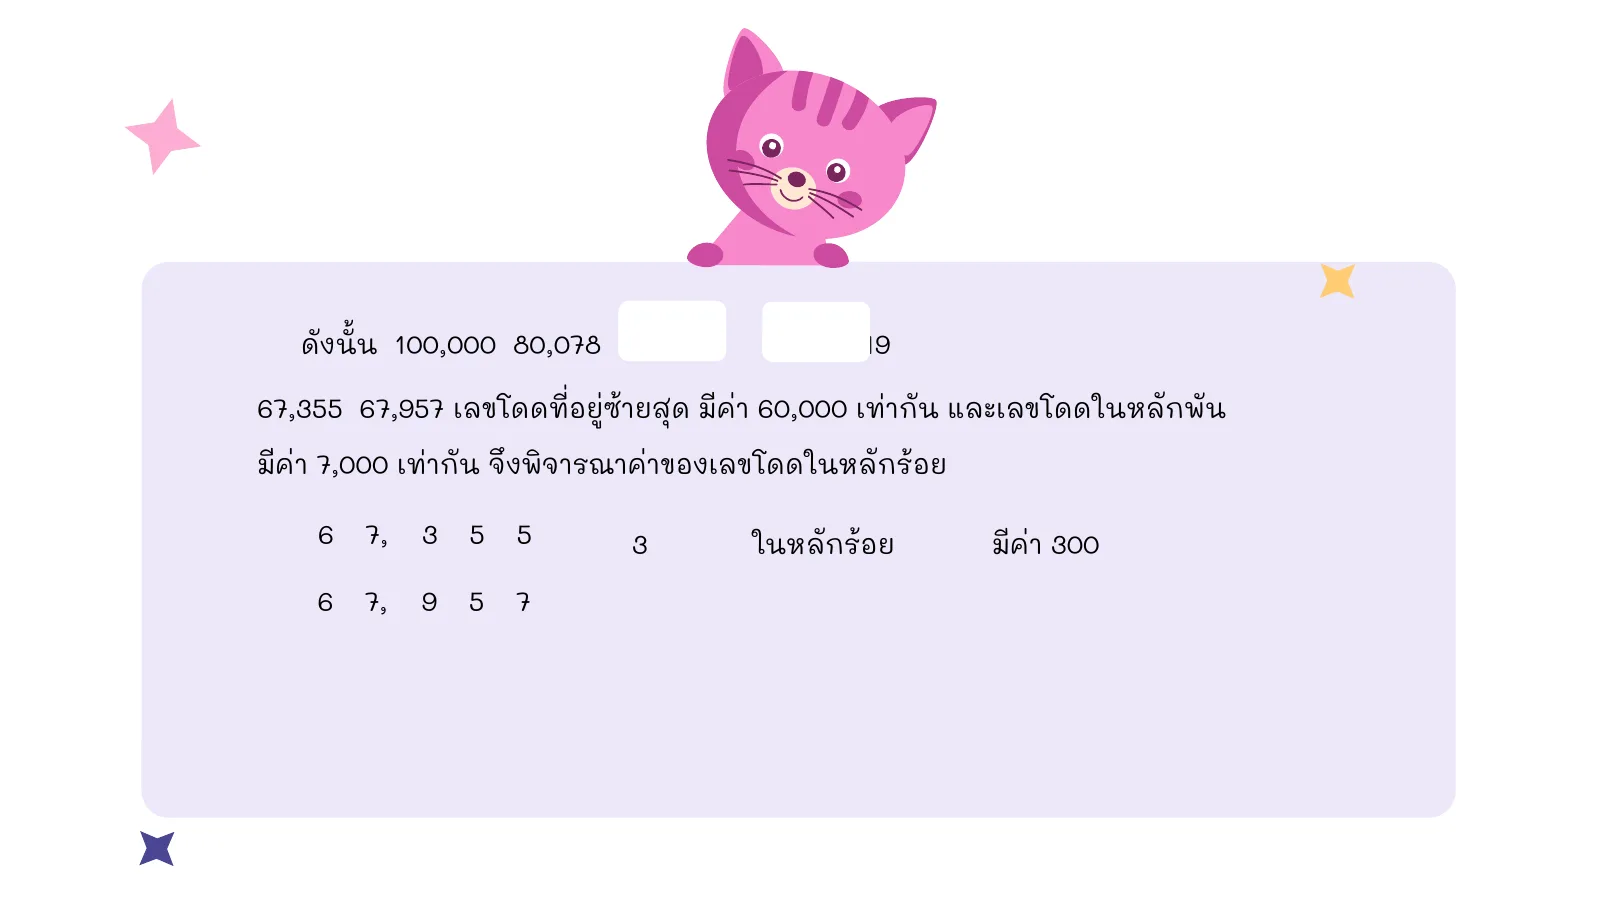 ดังนั้น 100,000 80,078 19
67,355 67,957 เลขโดดที่อยู่ซ้ายสุด มีค่า 60,000 เท่ากัน และเลขโดดในหลักพัน
มีค่า 7,000 เท่ากัน จึงพิจารณาค่าของเลขโดดในหลักร้อย
6 7, 3 5 5 3 ในหลักร้อย มีค่า 300
6 7, 9 5 7